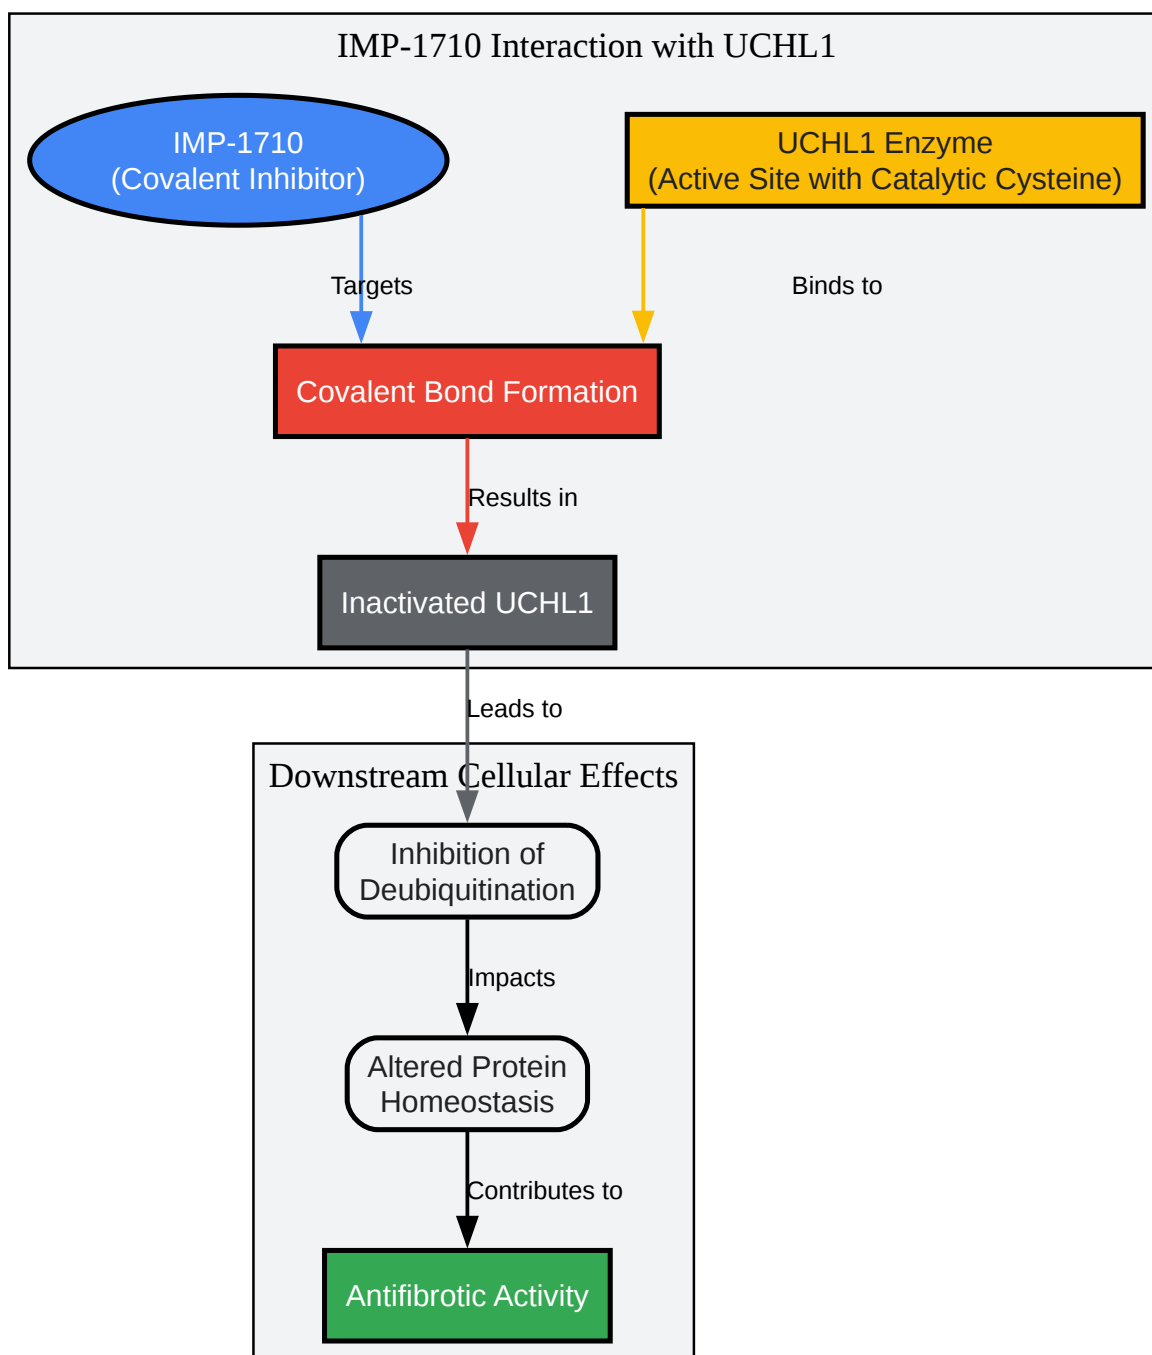 IMP-1710 Interaction with UCHL1
IMP-1710
(Covalent Inhibitor)
UCHL1 Enzyme
(Active Site with Catalytic Cysteine)
Targets
Binds to
Covalent Bond Formation
Results in
Inactivated UCHL1
Leads to
Downstream Cellular Effects
Inhibition of
Deubiquitination
Impacts
Altered Protein
Homeostasis
Contributes to
Antifibrotic Activity